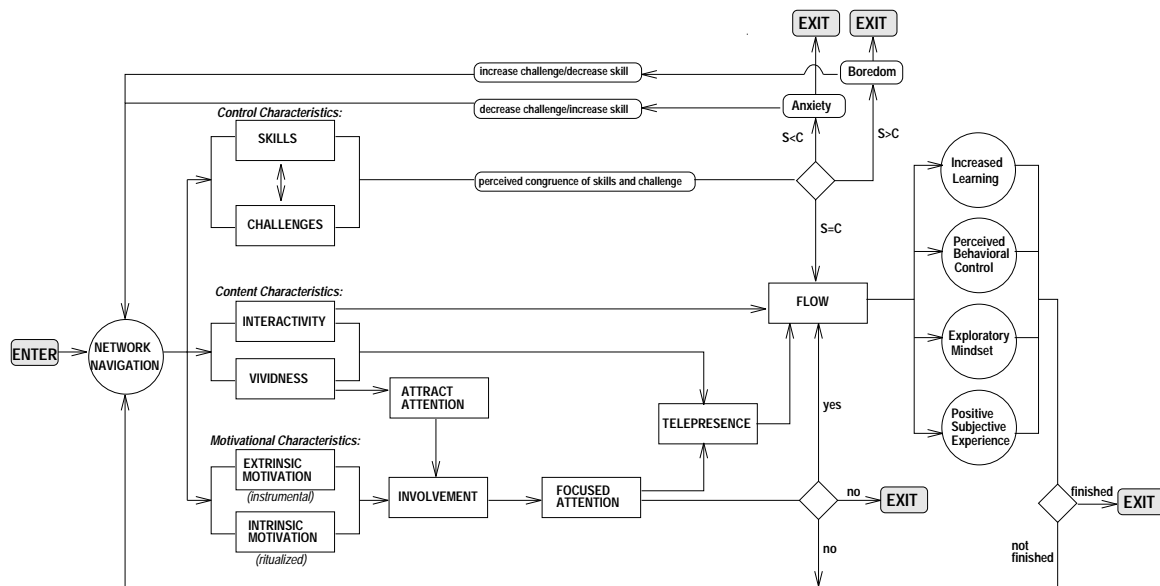 EXIT
EXIT
increase challenge/decrease skill
Boredom
decrease challenge/increase skill
Anxiety
Control Characteristics:
SKILLS
S<C
S>C
Increased
Learning
perceived congruence of skills and challenge
CHALLENGES
S=C
Perceived
Behavioral
Control
Content Characteristics:
INTERACTIVITY
FLOW
ENTER
NETWORK
NAVIGATION
Exploratory
Mindset
VIVIDNESS
ATTRACT
ATTENTION
yes
TELEPRESENCE
Positive
Subjective
Experience
Motivational Characteristics:
EXTRINSIC
MOTIVATION
(instrumental)
INVOLVEMENT
FOCUSED
ATTENTION
no
EXIT
finished
EXIT
INTRINSIC
MOTIVATION
(ritualized)
no
not
finished